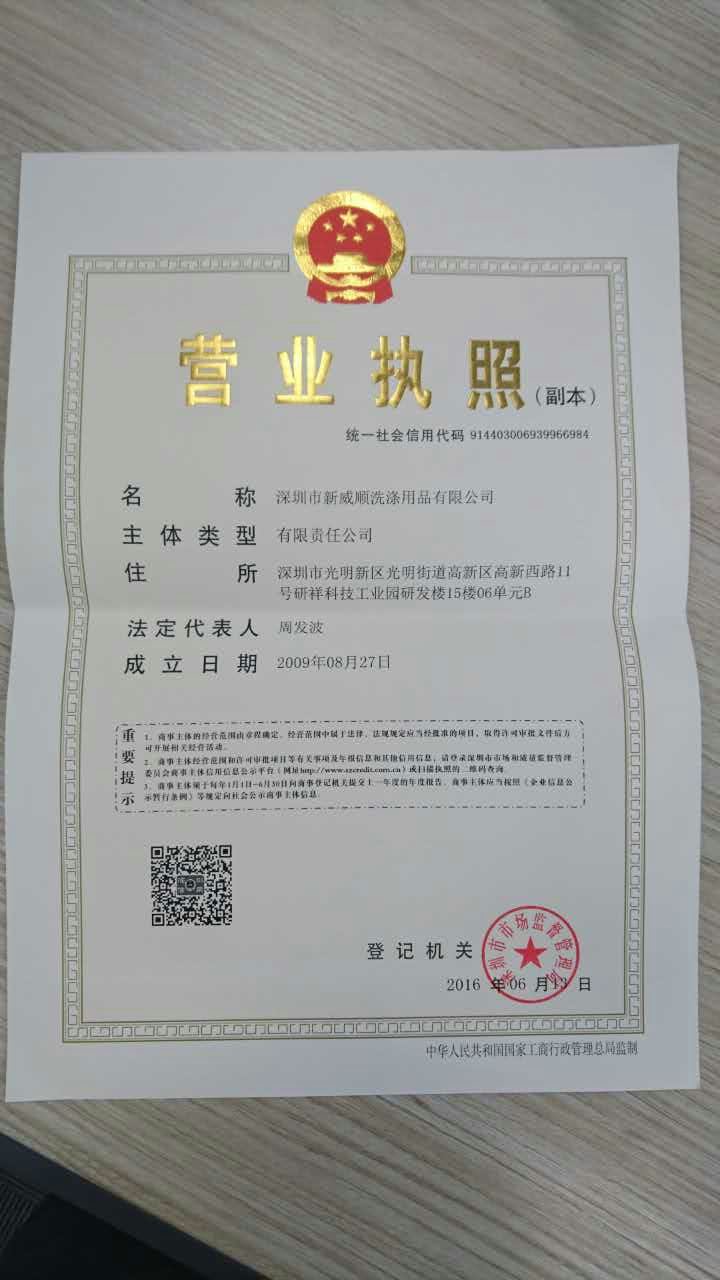 营业执照(副本)
统一社会信用代码 914403006939966984
名称 深圳市新威顺洗涤用品有限公司
主体类型 有限责任公司
住所 深圳市光明新区光明街道高新区高新西路11
号研祥科技工业园研发楼15楼06单元B
法定代表人 周发波
成立日期 2009年08月27日
重要提示
1、商事主体的经营范围由章程确定。经营范围中属于法律、法规规定应当经批准的项目，取得许可审批文件后方
可开展相关经营活动。
2、商事主体经营范围和许可审批项目等有关事项及年报信息和其他信用信息，请登录深圳市市场和质量监督管理
委员会商事主体信用信息公示平台（网址http://www.szcredit.com.cn）或扫描执照的二维码查询。
3、商事主体须于每年1月1日-6月30日向商事登记机关提交上一年度的年度报告。商事主体应当按照《企业信息公
示暂行条例》等规定向社会公示商事主体信息。
登记机关
深圳市市场监督管理局
2016 年 06 月 13 日
中华人民共和国国家工商行政管理总局监制